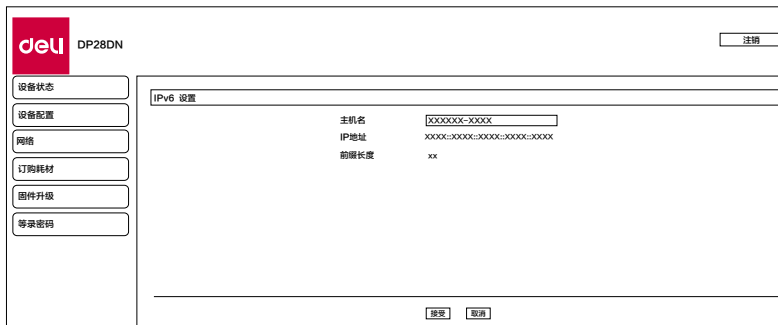 deli DP28DN
注销
设备状态
设备配置
网络
订购耗材
固件升级
等录密码
IPv6 设置
主机名 XXXXXX-XXXX
IP地址 XXXX::XXXX::XXXX::XXXX::XXXX
前缀长度 xx
接受 取消